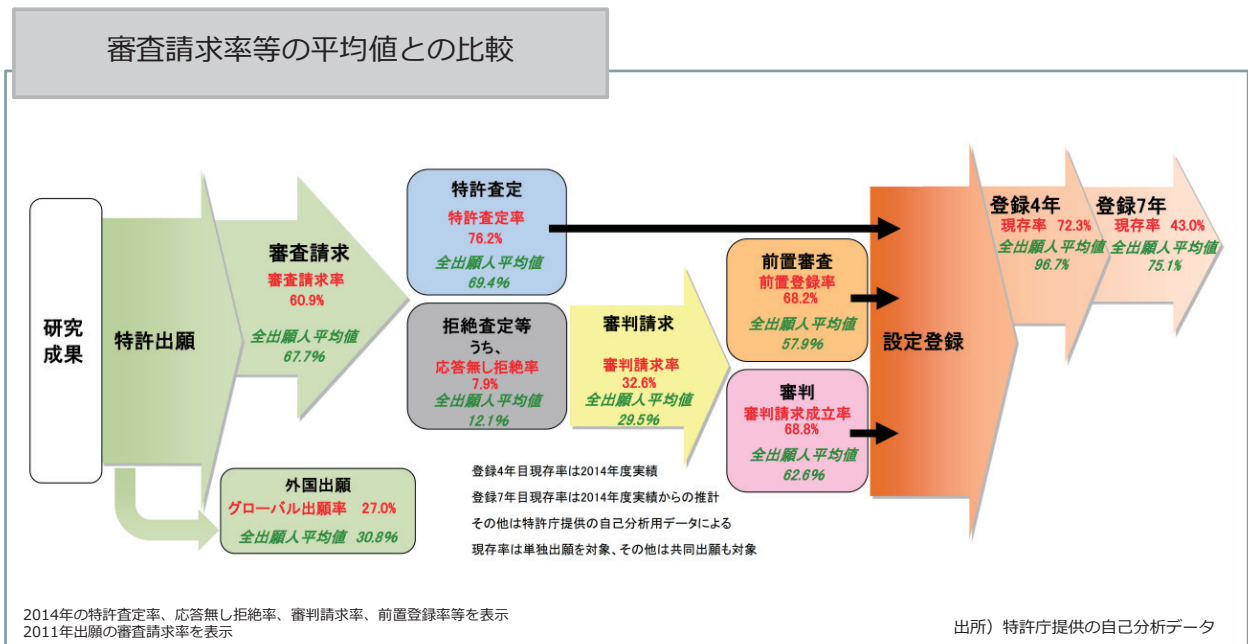 審査請求率等の平均値との比較
研究
成果
特許出願
審査請求
審査請求率
60.9%
全出願人平均値
67.7%
外国出願
グローバル出願率 27.0%
全出願人平均値 30.8%
特許査定
特許査定率
76.2%
全出願人平均値
69.4%
拒絶査定等
うち、
応答無し拒絶率
7.9%
全出願人平均値
12.1%
審判請求
審判請求率
32.6%
全出願人平均値
29.5%
前置審査
前置登録率
68.2%
全出願人平均値
57.9%
審判
審判請求成立率
68.8%
全出願人平均値
62.6%
設定登録
登録4年
現存率 72.3%
全出願人平均値
96.7%
登録7年
現存率 43.0%
全出願人平均値
75.1%
登録4年目現存率は2014年度実績
登録7年目現存率は2014年度実績からの推計
その他は特許庁提供の自己分析用データによる
現存率は単独出願を対象、その他は共同出願も対象
2014年の特許査定率、応答無し拒絶率、審判請求率、前置登録率等を表示
2011年出願の審査請求率を表示
出所）特許庁提供の自己分析データ